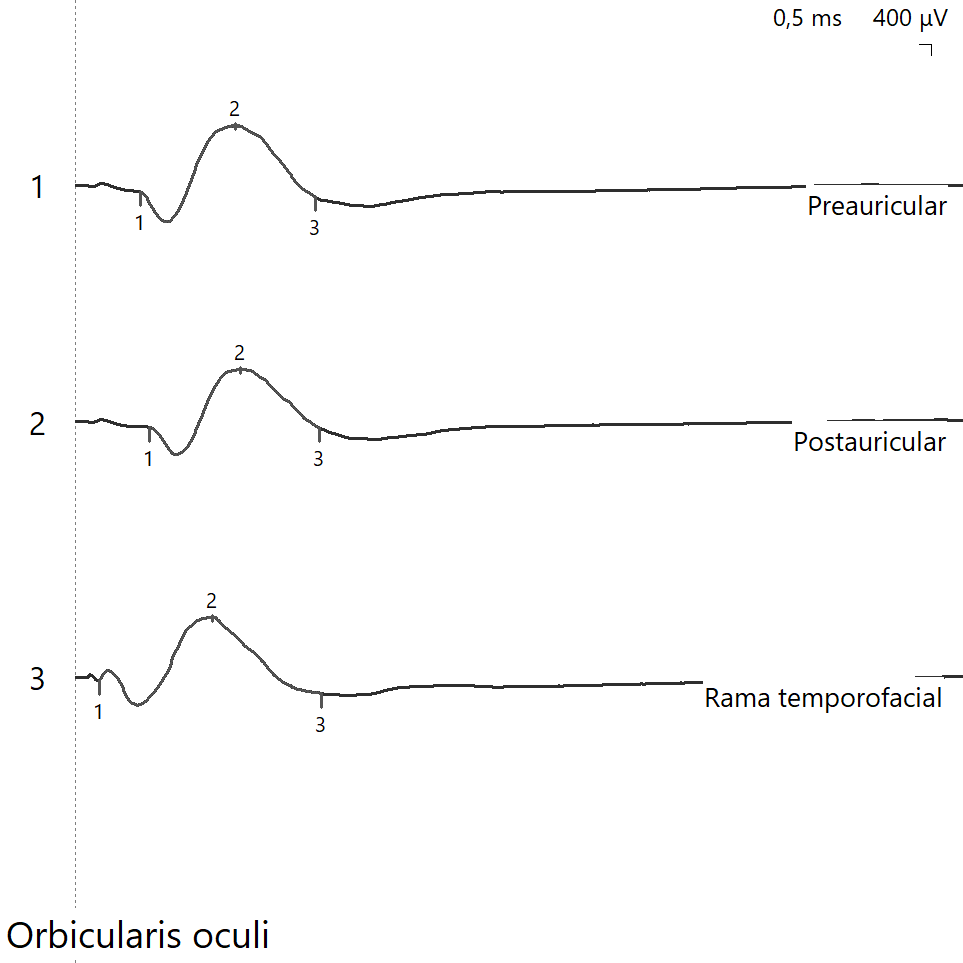 0,5 ms 400 µV
2
1
1
3
Preauricular
2
2
1
3
Postauricular
2
3
1
3
Rama temporofacial
Orbicularis oculi